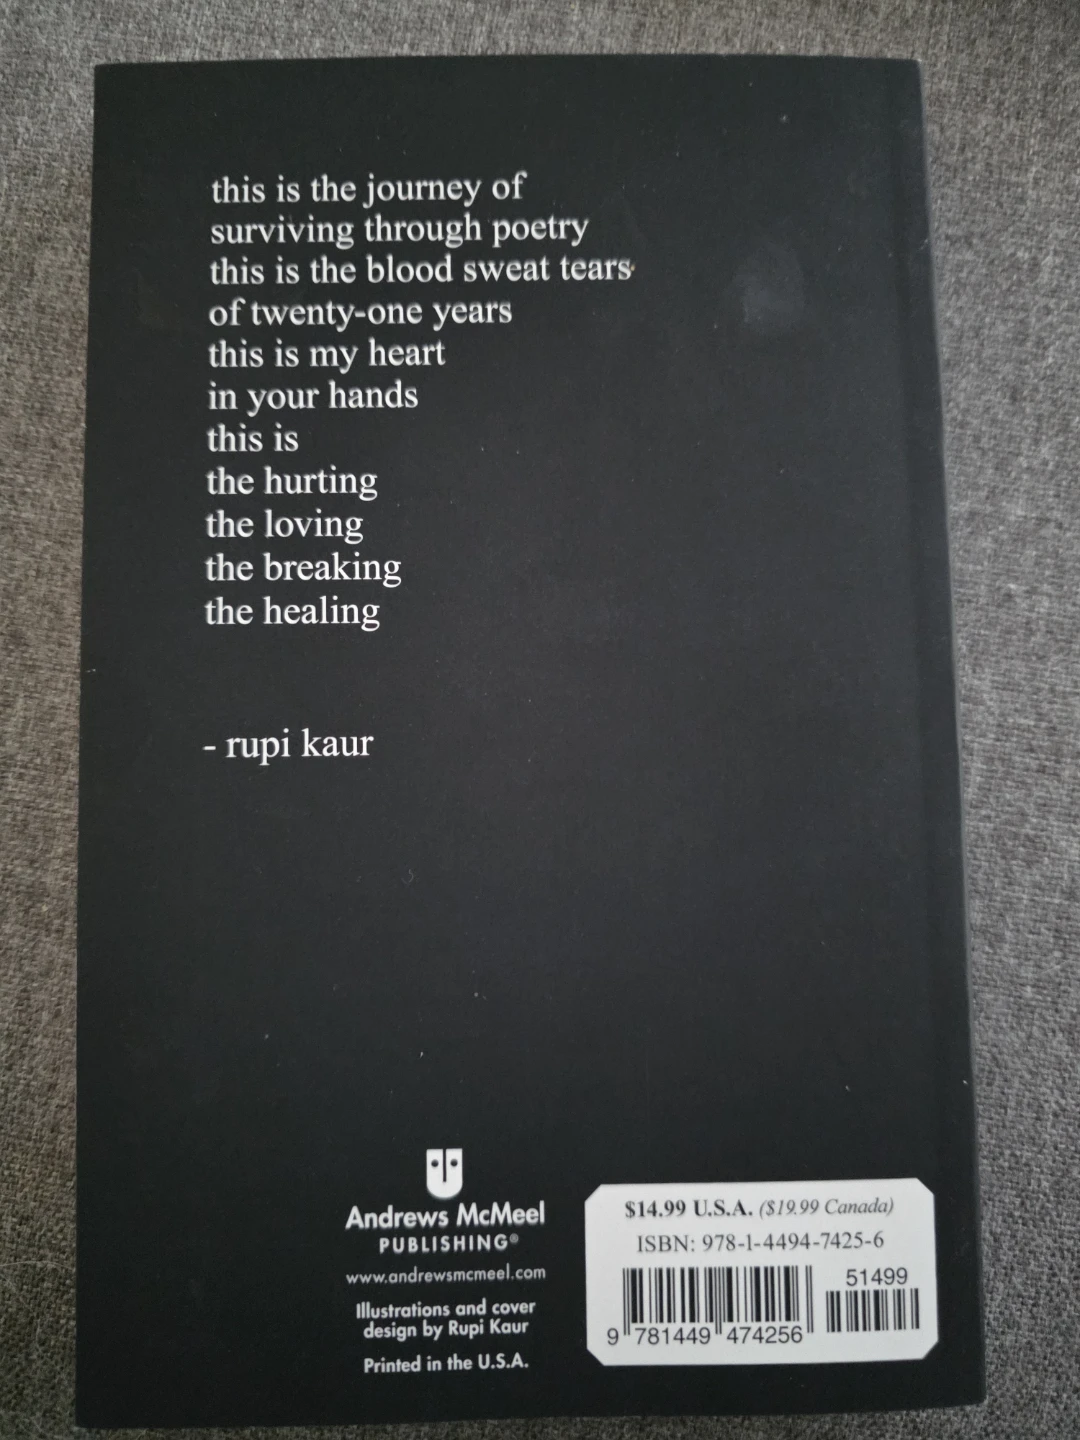 this is the journey of
surviving through poetry
this is the blood sweat tears
of twenty-one years
this is my heart
in your hands
this is
the hurting
the loving
the breaking
the healing
- rupi kaur
Andrews McMeel
PUBLISHING®
www.andrewsmcmeel.com
Illustrations and cover
design by Rupi Kaur
Printed in the U.S.A.
$14.99 U.S.A. ($19.99 Canada)
ISBN: 978-1-4494-7425-6
51499
9 781449 474256